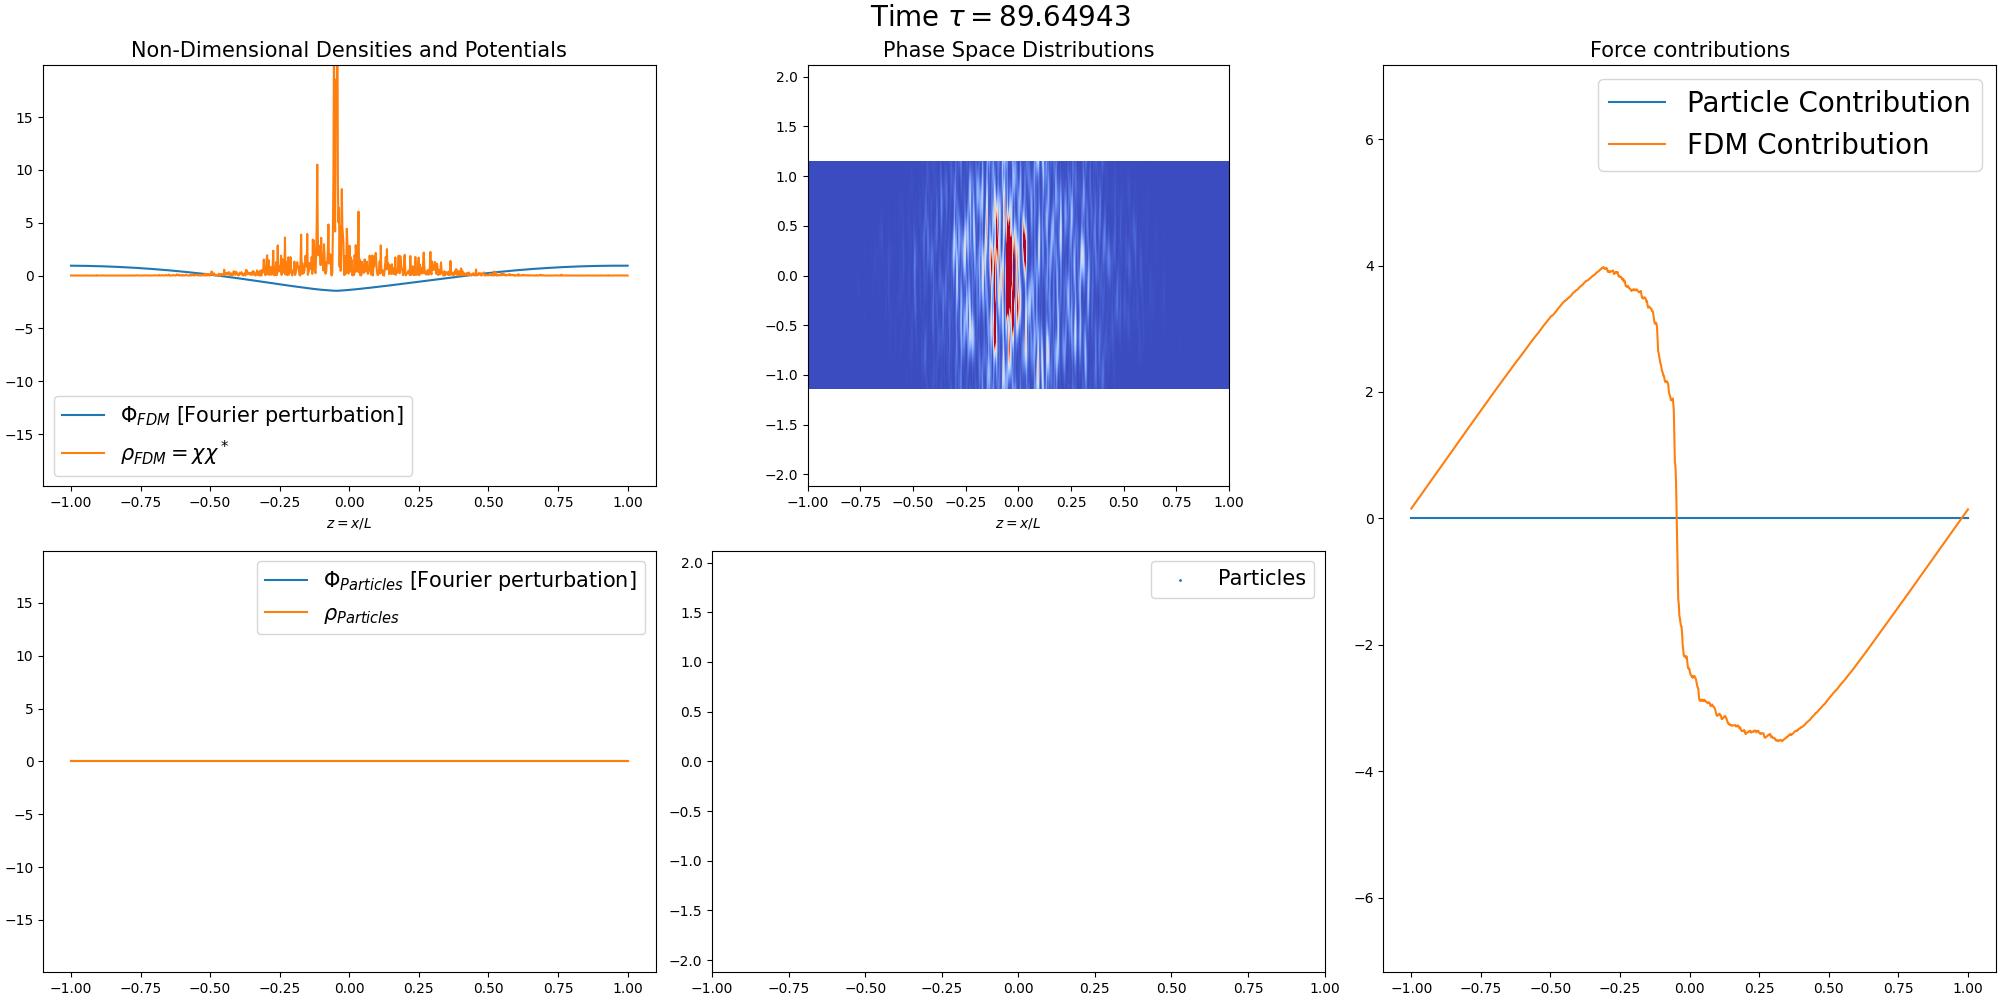 Time τ = 89.64943
Non-Dimensional Densities and Potentials
15
10
5
0
−5
−10
−15
Φ_FDM [Fourier perturbation]
ρ_FDM = χχ*
−1.00 −0.75 −0.50 −0.25 0.00 0.25 0.50 0.75 1.00
z = x/L
Phase Space Distributions
2.0
1.5
1.0
0.5
0.0
−0.5
−1.0
−1.5
−2.0
−1.00 −0.75 −0.50 −0.25 0.00 0.25 0.50 0.75 1.00
z = x/L
Force contributions
Particle Contribution
FDM Contribution
6
4
2
0
−2
−4
−6
−1.00 −0.75 −0.50 −0.25 0.00 0.25 0.50 0.75 1.00
Φ_Particles [Fourier perturbation]
ρ_Particles
15
10
5
0
−5
−10
−15
−1.00 −0.75 −0.50 −0.25 0.00 0.25 0.50 0.75 1.00
Particles
2.0
1.5
1.0
0.5
0.0
−0.5
−1.0
−1.5
−2.0
−1.00 −0.75 −0.50 −0.25 0.00 0.25 0.50 0.75 1.00